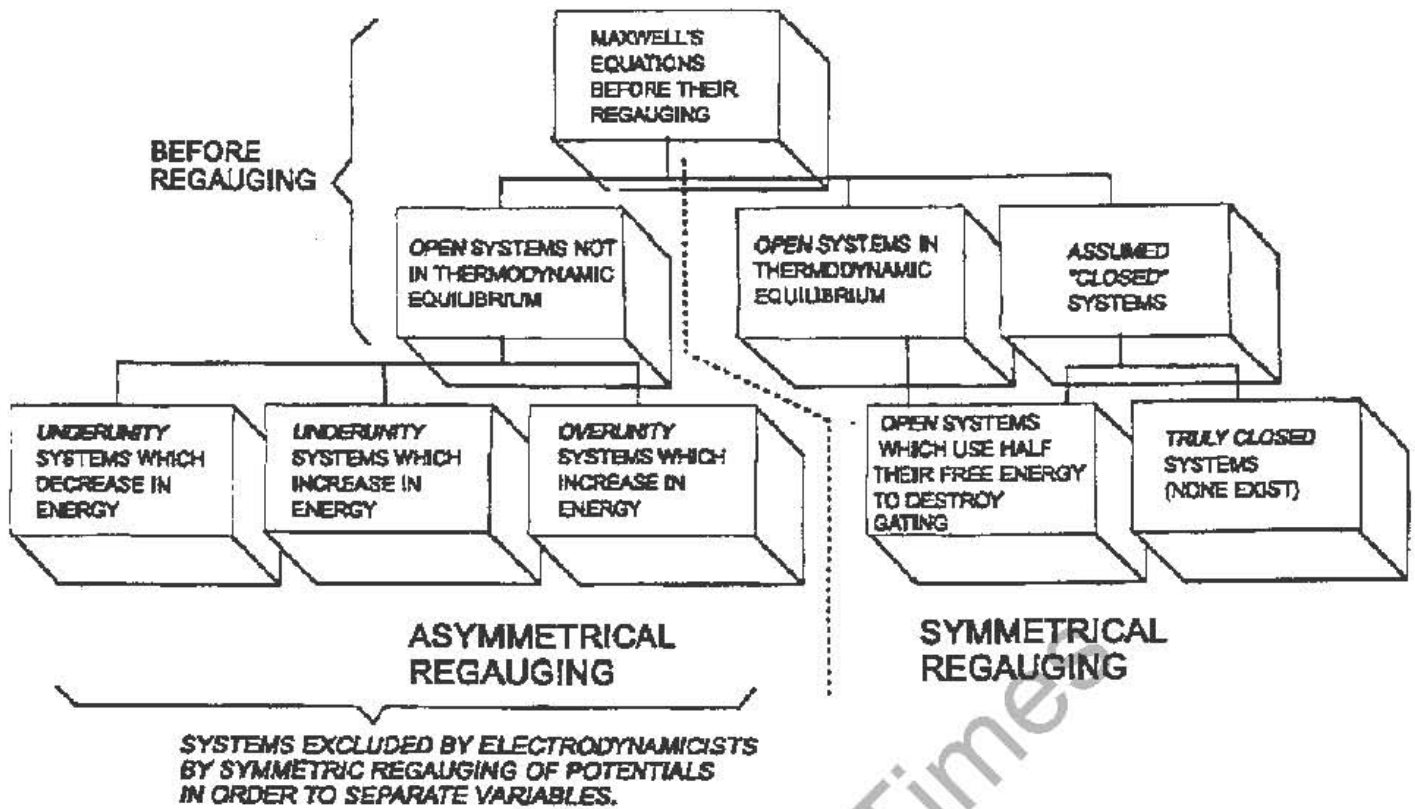 MAXWELL'S
EQUATIONS
BEFORE THEIR
REGAUGING
BEFORE
REGAUGING
OPEN SYSTEMS NOT
IN THERMODYNAMIC
EQUILIBRIUM
OPEN SYSTEMS IN
THERMODYNAMIC
EQUILIBRIUM
ASSUMED
"CLOSED"
SYSTEMS
UNDERUNITY
SYSTEMS WHICH
DECREASE IN
ENERGY
UNDERUNITY
SYSTEMS WHICH
INCREASE IN
ENERGY
OVERUNITY
SYSTEMS WHICH
INCREASE IN
ENERGY
OPEN SYSTEMS
WHICH USE HALF
THEIR FREE ENERGY
TO DESTROY
GATING
TRULY CLOSED
SYSTEMS
(NONE EXIST)
ASYMMETRICAL
REGAUGING
SYMMETRICAL
REGAUGING
SYSTEMS EXCLUDED BY ELECTRODYNAMICISTS
BY SYMMETRIC REGAUGING OF POTENTIALS
IN ORDER TO SEPARATE VARIABLES.
Times